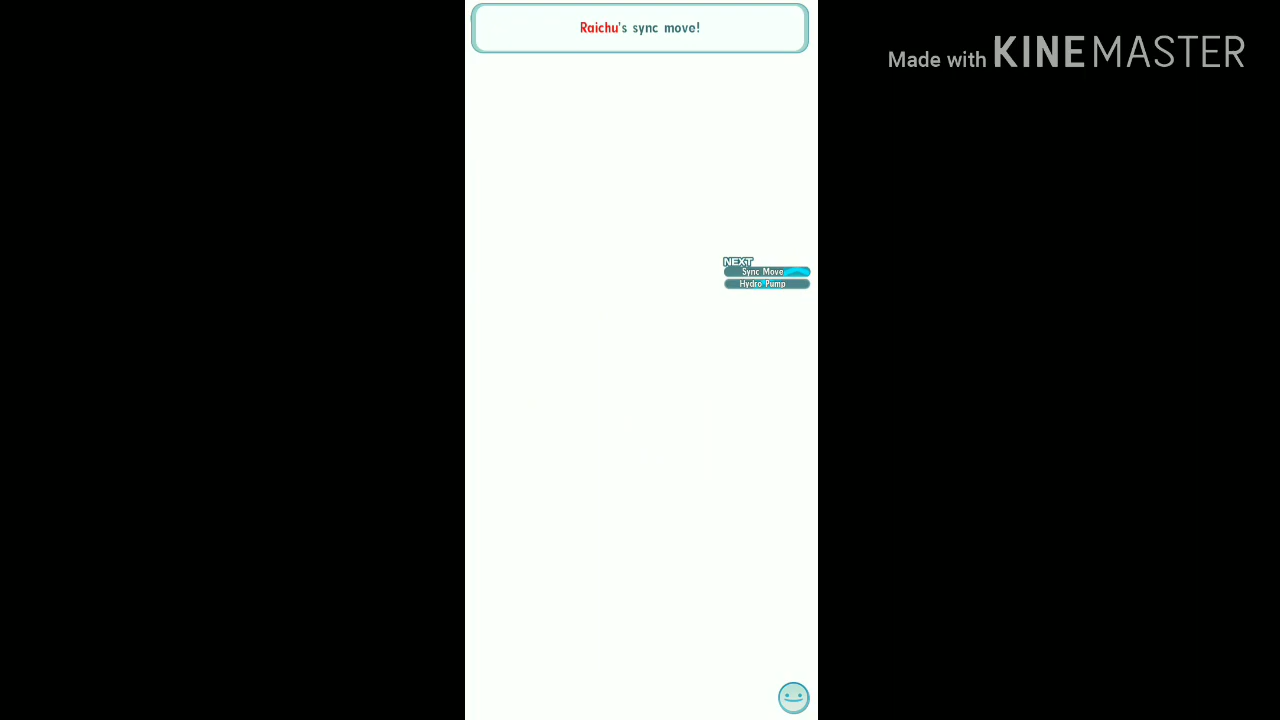 Raichu's sync move!
Made with KINEMASTER
NEXT
Sync Move
Hydro Pump